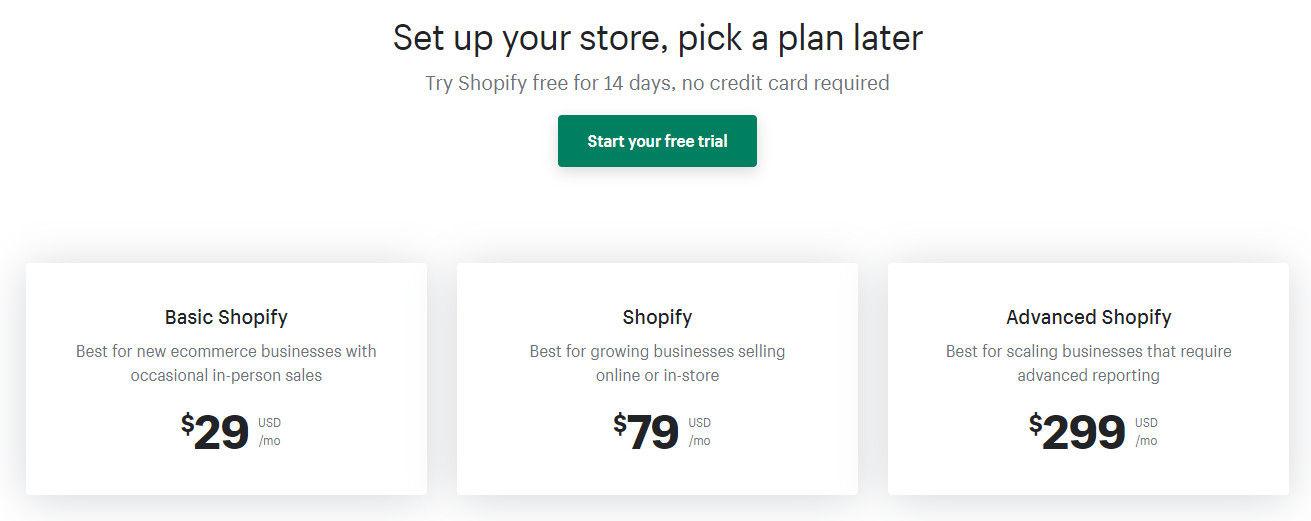 Set up your store, pick a plan later
Try Shopify free for 14 days, no credit card required
Start your free trial
Basic Shopify
Best for new ecommerce businesses with
occasional in-person sales
$29 USD
/mo
Shopify
Best for growing businesses selling
online or in-store
$79 USD
/mo
Advanced Shopify
Best for scaling businesses that require
advanced reporting
$299 USD
/mo